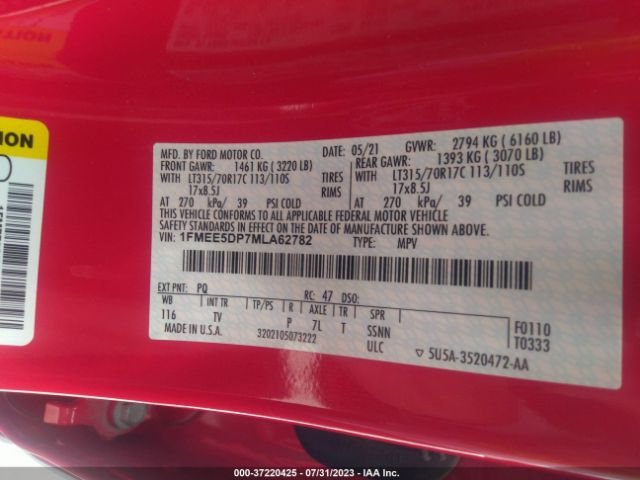 MFD. BY FORD MOTOR CO. 05/21 GVWR: 2794 KG ( 6160 LB)
FRONT GAWR: 1461 KG ( 3220 LB) REAR GAWR: 1393 KG ( 3070 LB)
WITH LT315/70R17C 113/110S TIRES WITH LT315/70R17C 113/110S TIRES
17x8.5J RIMS 17x8.5J RIMS
AT 270 kPa/ 39 PSI COLD AT 270 kPa/ 39 PSI COLD
THIS VEHICLE CONFORMS TO ALL APPLICABLE FEDERAL MOTOR VEHICLE
SAFETY STANDARDS IN EFFECT ON THE DATE OF MANUFACTURE SHOWN ABOVE.
VIN: 1FMEE5DP7MLA62782 TYPE: MPV
EXT PNT: PQ RC: 47 DSO:
WB INT TR TP/PS R AXLE TR SPR
116 TV P 7L T SSNN F0110
ULC T0333
MADE IN U.S.A. 3202105073222 5U5A-3520472-AA
000-37220425 - 07/31/2023 - IAA Inc.